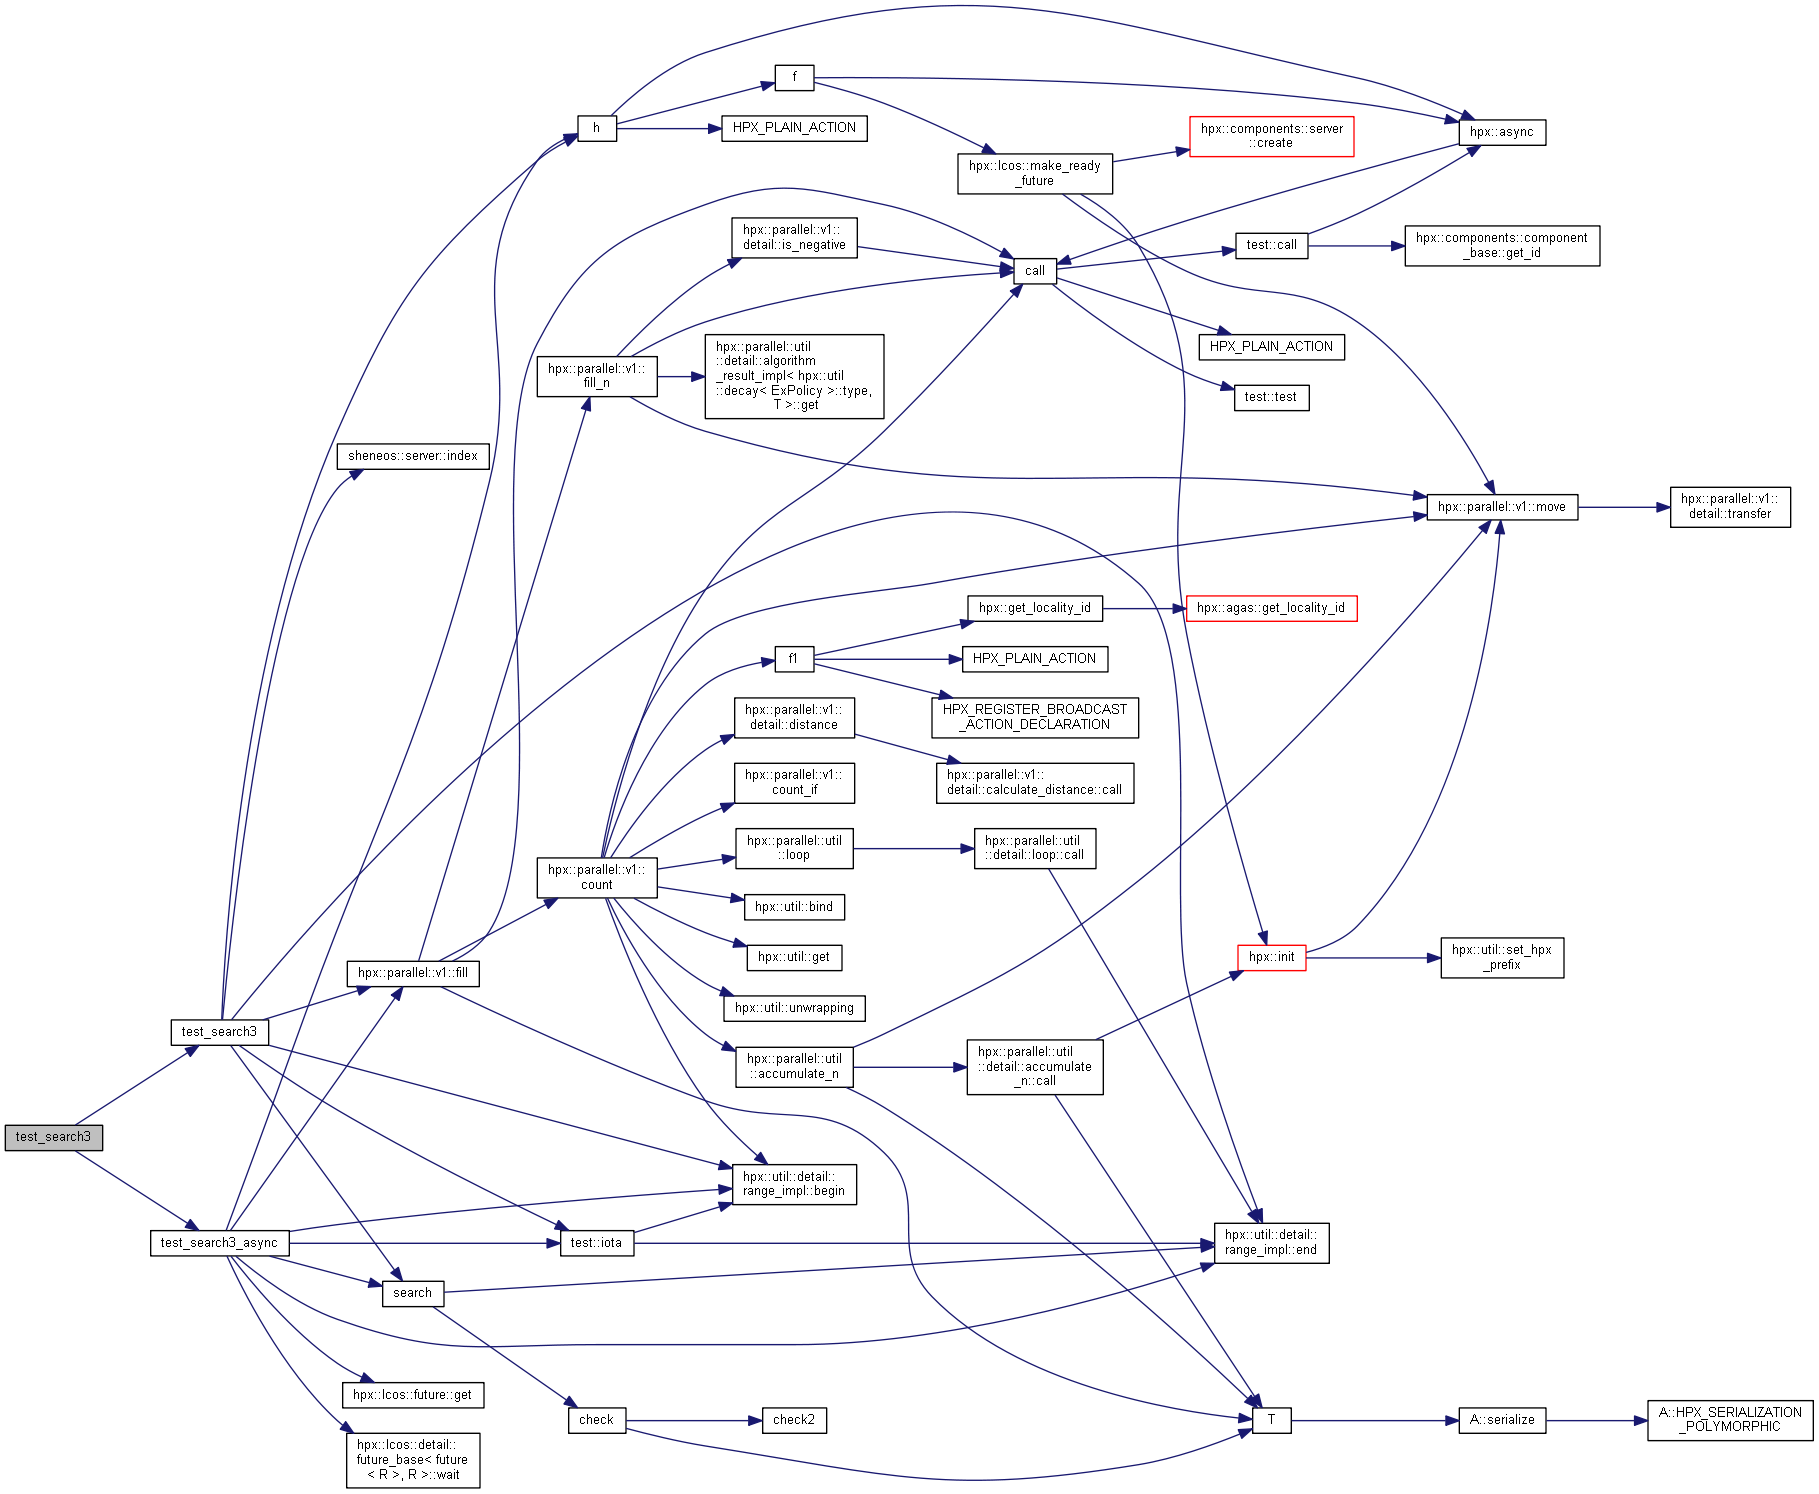 f
h
HPX_PLAIN_ACTION
hpx::components::server
::create
hpx::async
hpx::lcos::make_ready
_future
hpx::parallel::v1::
detail::is_negative
test::call
hpx::components::component
_base::get_id
call
hpx::parallel::util
::detail::algorithm
_result_impl< hpx::util
::decay< ExPolicy >::type,
T >::get
HPX_PLAIN_ACTION
hpx::parallel::v1::
fill_n
test::test
sheneos::server::index
hpx::parallel::v1::move
hpx::parallel::v1::
detail::transfer
hpx::get_locality_id
hpx::agas::get_locality_id
f1
HPX_PLAIN_ACTION
hpx::parallel::v1::
detail::distance
HPX_REGISTER_BROADCAST
_ACTION_DECLARATION
hpx::parallel::v1::
count_if
hpx::parallel::v1::
detail::calculate_distance::call
hpx::parallel::util
::loop
hpx::parallel::util
::detail::loop::call
hpx::parallel::v1::
count
hpx::util::bind
hpx::util::get
hpx::init
hpx::util::set_hpx
_prefix
hpx::parallel::v1::fill
hpx::util::unwrapping
test_search3
hpx::parallel::util
::accumulate_n
hpx::parallel::util
::detail::accumulate
_n::call
test_search3
hpx::util::detail::
range_impl::begin
test_search3_async
test::iota
hpx::util::detail::
range_impl::end
search
hpx::lcos::future::get
check
check2
T
A::serialize
A::HPX_SERIALIZATION
_POLYMORPHIC
hpx::lcos::detail::
future_base< future
< R >, R >::wait